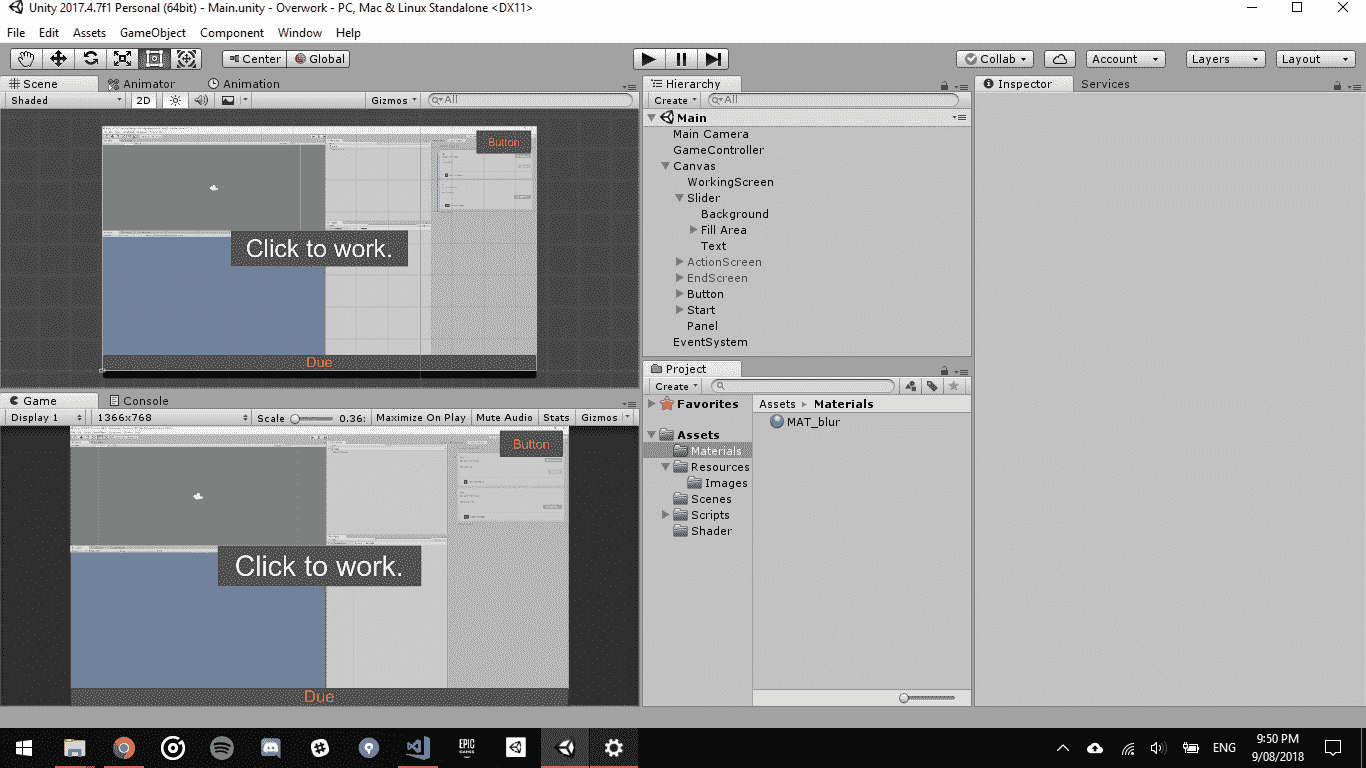 Unity 2017.4.7f1 Personal (64bit) - Main.unity - Overwork - PC, Mac & Linux Standalone <DX11>
File Edit Assets GameObject Component Window Help
Center Global Collab Account Layers Layout
Scene Animator Animation
Shaded 2D Gizmos All
Button
Click to work.
Due
Game Console
Display 1 1366x768 Scale 0.36: Maximize On Play Mute Audio Stats Gizmos
Button
Click to work.
Due
Hierarchy
Create All
Main
Main Camera
GameController
Canvas
WorkingScreen
Slider
Background
Fill Area
Text
ActionScreen
EndScreen
Button
Start
Panel
EventSystem
Project
Create
Favorites
Assets
Materials
Resources
Images
Scenes
Scripts
Shader
Assets Materials
MAT_blur
Inspector Services
EPIC
GAMES
ENG
9:50 PM
9/08/2018